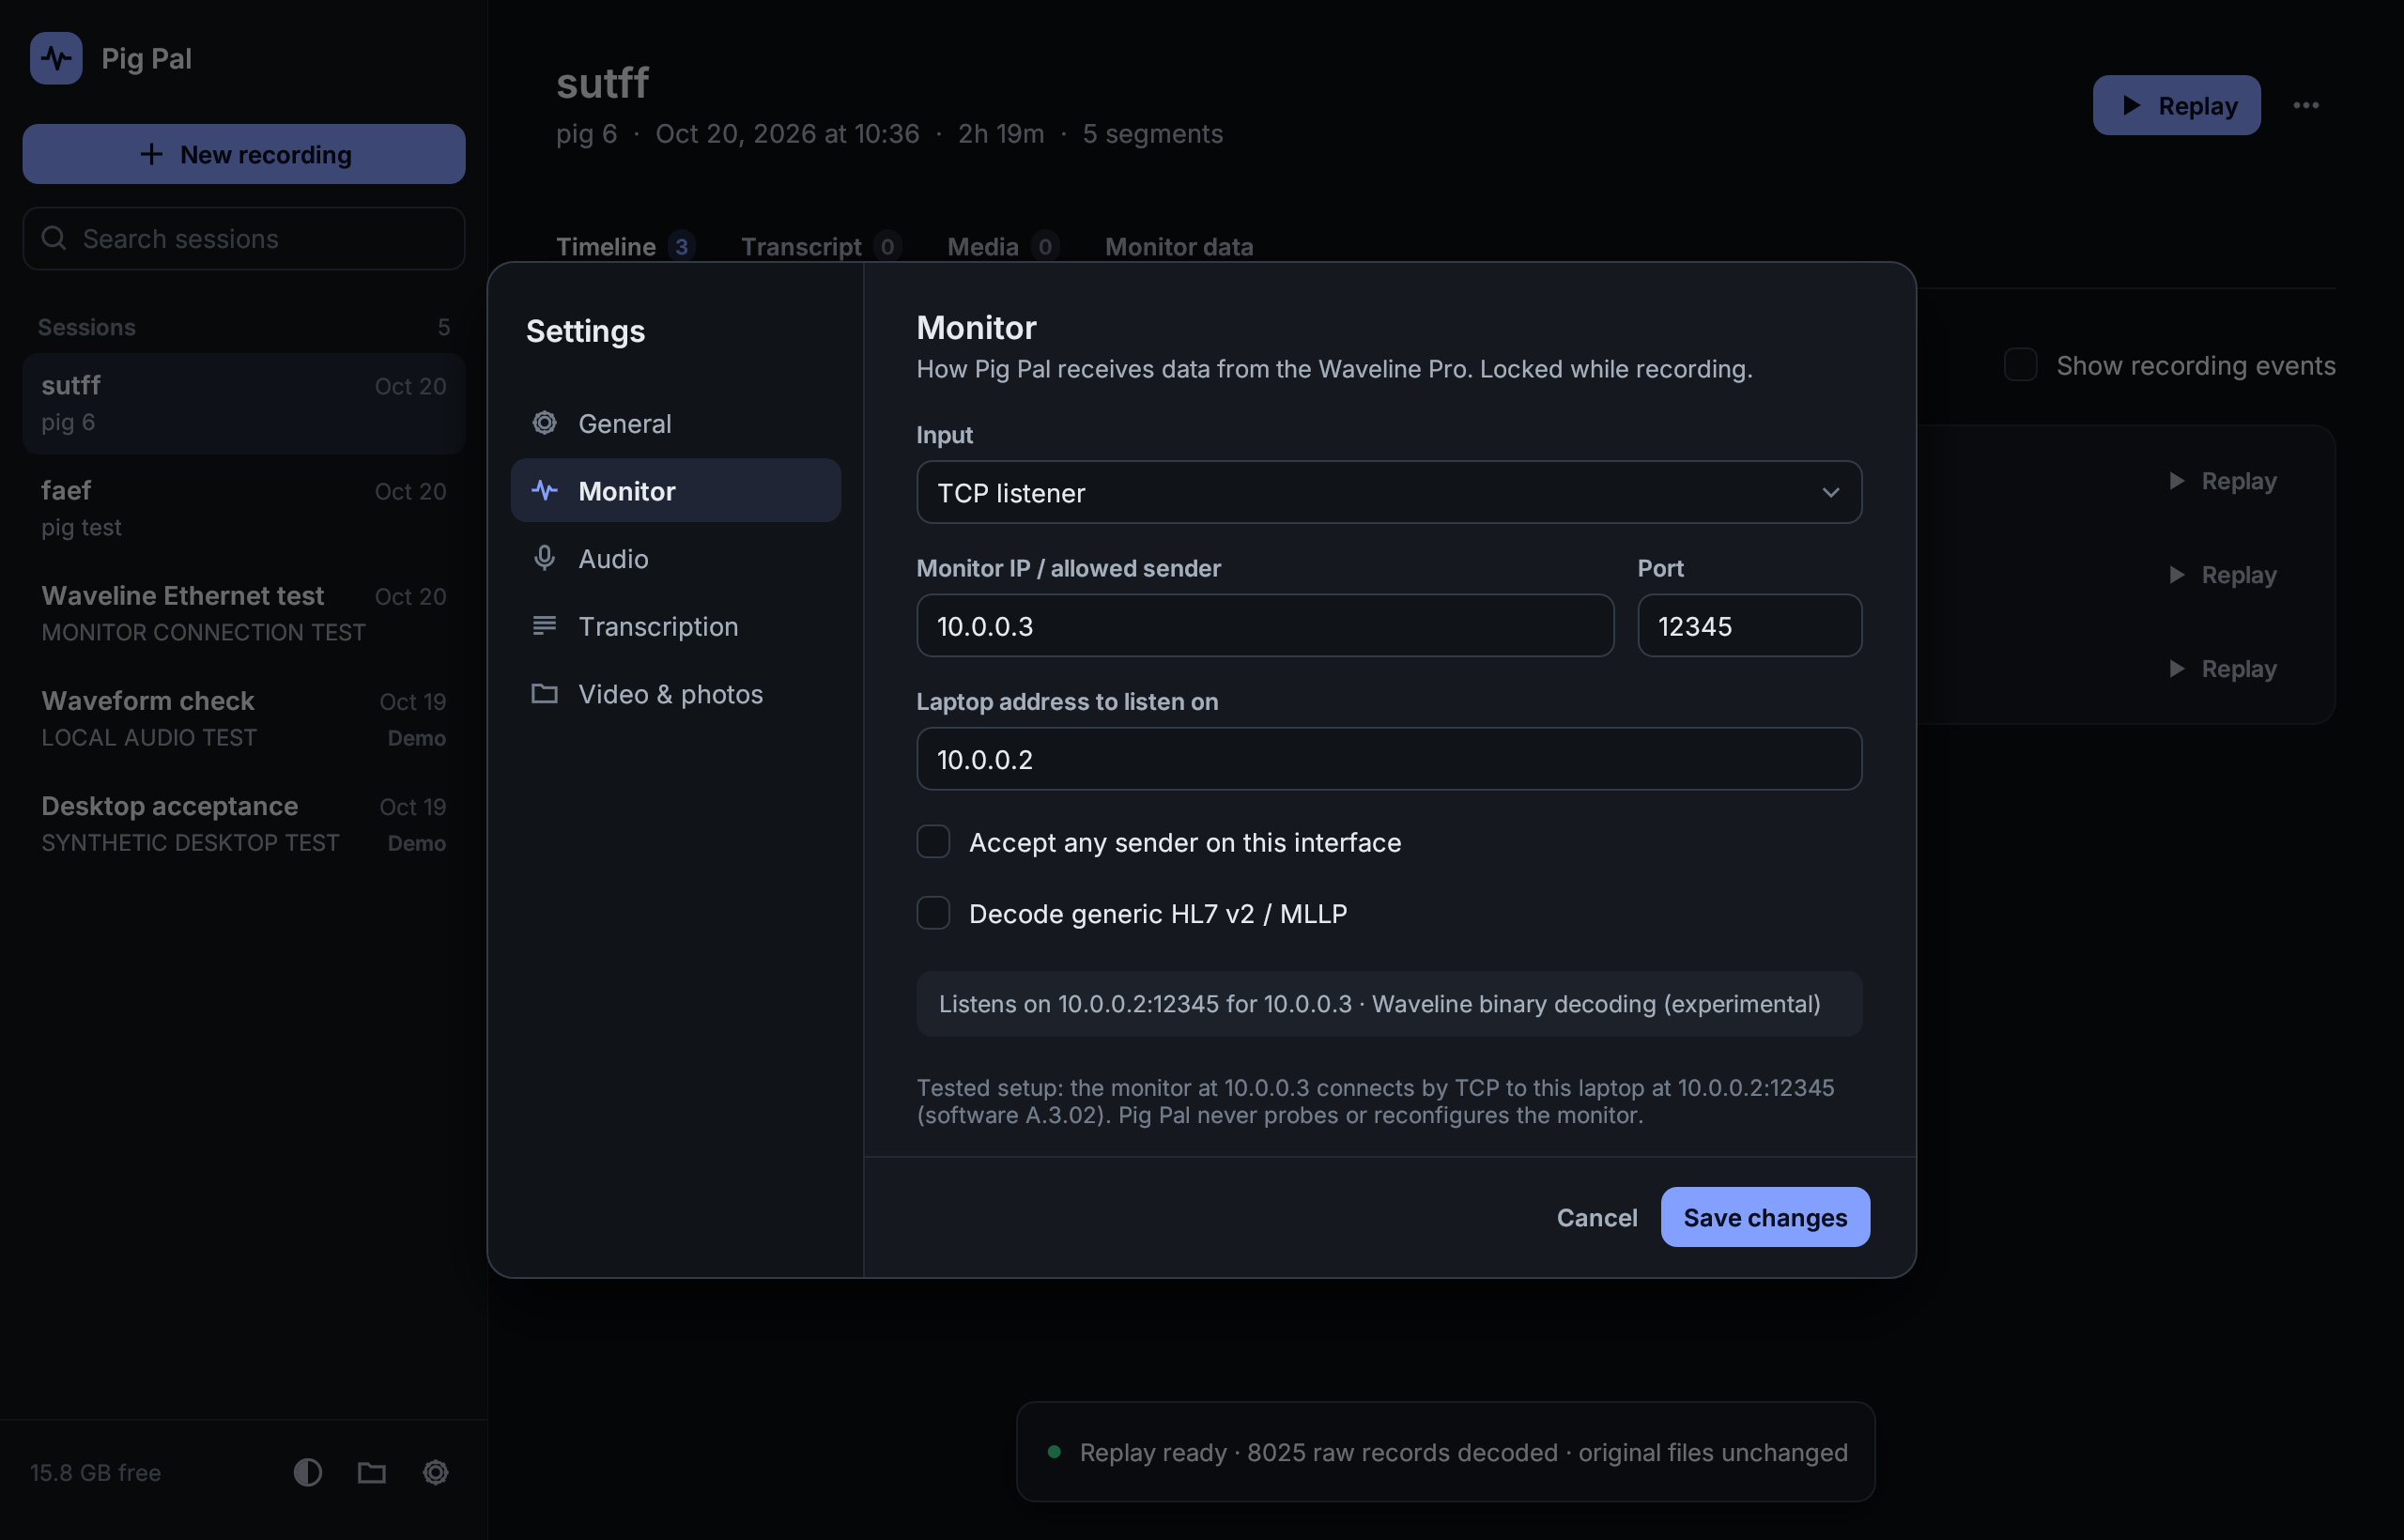 Pig Pal
New recording
Search sessions
Sessions 5
sutff Oct 20
pig 6
faef Oct 20
pig test
Waveline Ethernet test Oct 20
MONITOR CONNECTION TEST
Waveform check Oct 19
LOCAL AUDIO TEST Demo
Desktop acceptance Oct 19
SYNTHETIC DESKTOP TEST Demo
15.8 GB free
sutff
pig 6 · Oct 20, 2026 at 10:36 · 2h 19m · 5 segments
Replay
Timeline 3 Transcript 0 Media 0 Monitor data
Show recording events
Replay
Replay
Replay
Settings
General
Monitor
Audio
Transcription
Video & photos
Monitor
How Pig Pal receives data from the Waveline Pro. Locked while recording.
Input
TCP listener
Monitor IP / allowed sender Port
10.0.0.3 12345
Laptop address to listen on
10.0.0.2
Accept any sender on this interface
Decode generic HL7 v2 / MLLP
Listens on 10.0.0.2:12345 for 10.0.0.3 · Waveline binary decoding (experimental)
Tested setup: the monitor at 10.0.0.3 connects by TCP to this laptop at 10.0.0.2:12345
(software A.3.02). Pig Pal never probes or reconfigures the monitor.
Cancel Save changes
Replay ready · 8025 raw records decoded · original files unchanged